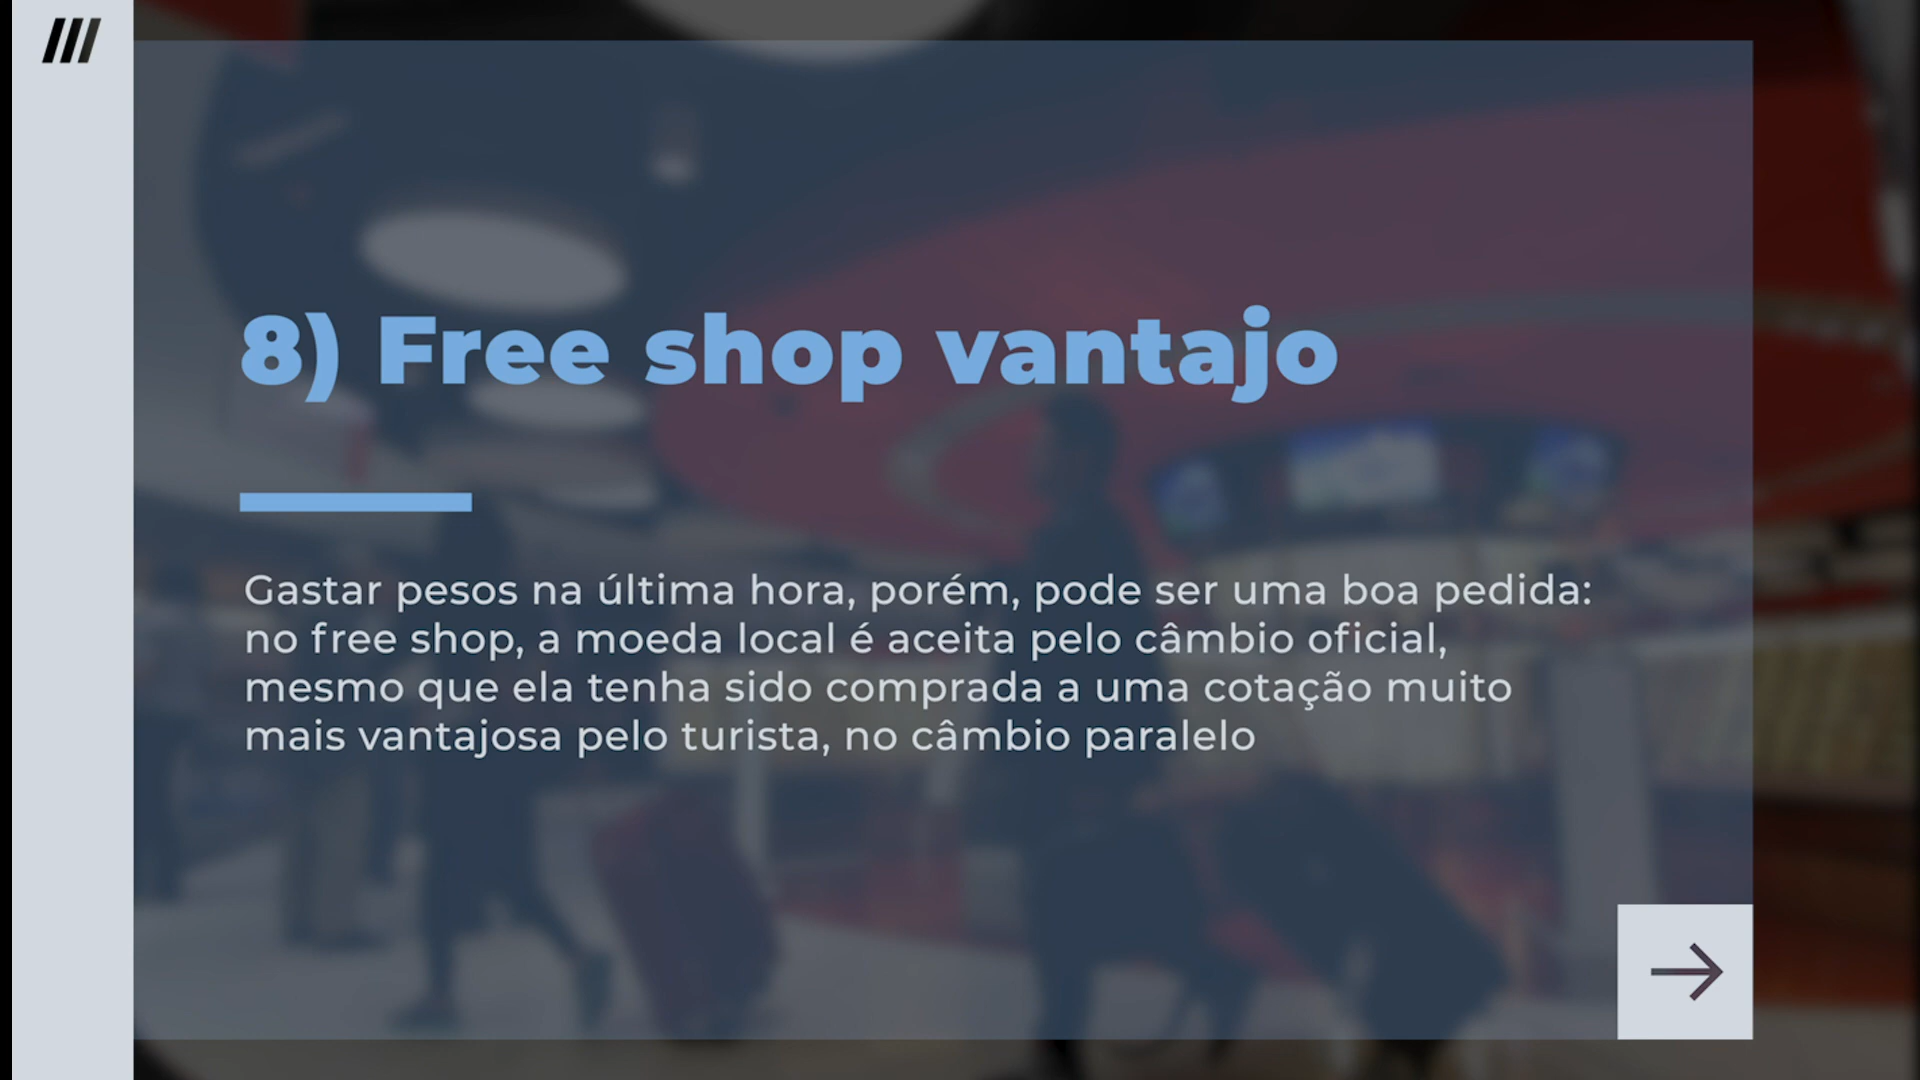 8) Free shop vantajo
Gastar pesos na última hora, porém, pode ser uma boa pedida:
no free shop, a moeda local é aceita pelo câmbio oficial,
mesmo que ela tenha sido comprada a uma cotação muito
mais vantajosa pelo turista, no câmbio paralelo